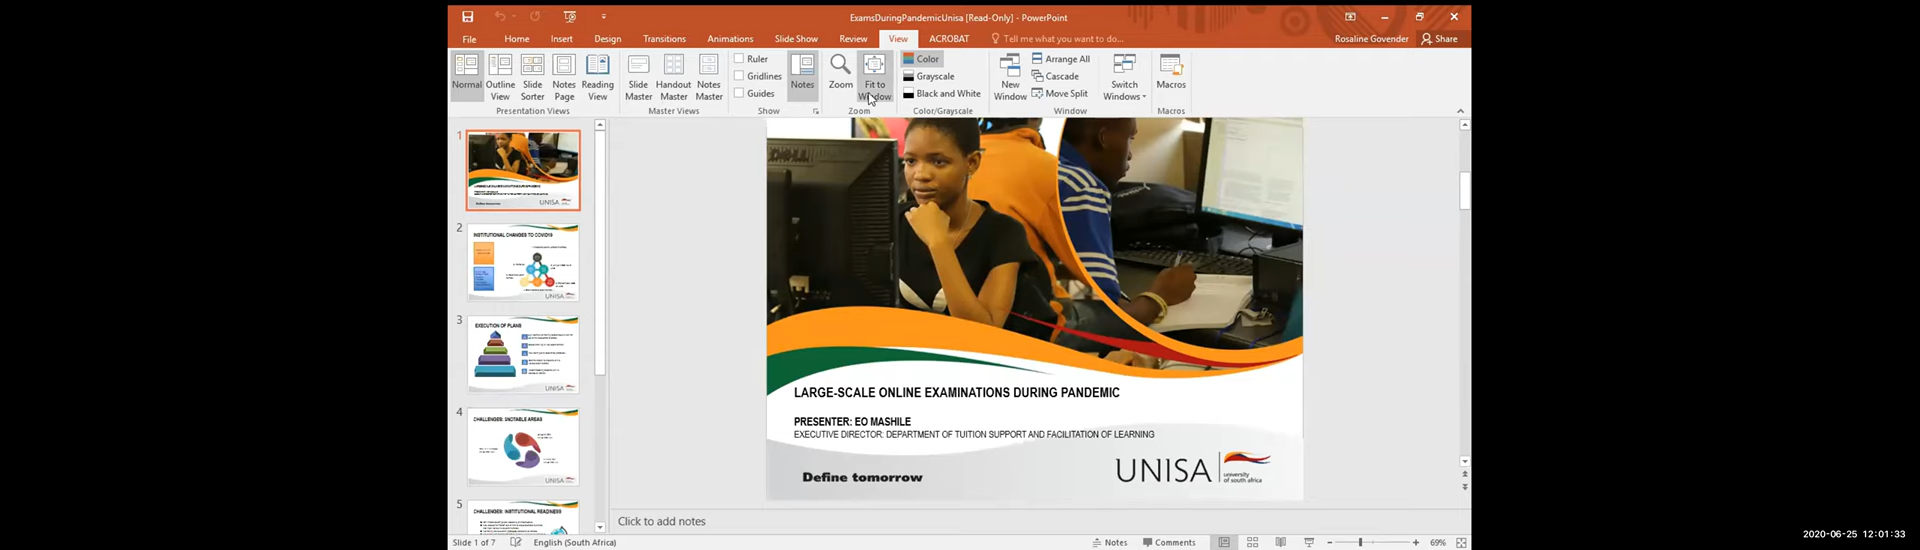 ExamsDuringPandemicUnisa [Read-Only] - PowerPoint
File Home Insert Design Transitions Animations Slide Show Review View ACROBAT Tell me what you want to do... Rosaline Govender Share
Normal Outline View Slide Sorter Notes Page Reading View
Presentation Views
Slide Master Handout Master Notes Master
Master Views
Ruler
Gridlines
Guides
Notes
Show
Zoom Fit to Window
Zoom
Color
Grayscale
Black and White
Color/Grayscale
New Window
Arrange All
Cascade
Move Split
Switch Windows
Window
Macros
Macros
1
UNISA
2
INSTITUTIONAL CHANGES TO COVID19
UNISA
3
EXECUTION OF PLANS
UNISA
4
CHALLENGES: 3NOTABLE AREAS
UNISA
5
CHALLENGES: INSTITUTIONAL READINESS
LARGE-SCALE ONLINE EXAMINATIONS DURING PANDEMIC
PRESENTER: EO MASHILE
EXECUTIVE DIRECTOR: DEPARTMENT OF TUITION SUPPORT AND FACILITATION OF LEARNING
Define tomorrow
UNISA
university
of south africa
Click to add notes
Slide 1 of 7 English (South Africa) Notes Comments 69%
2020-06-25 12:01:33